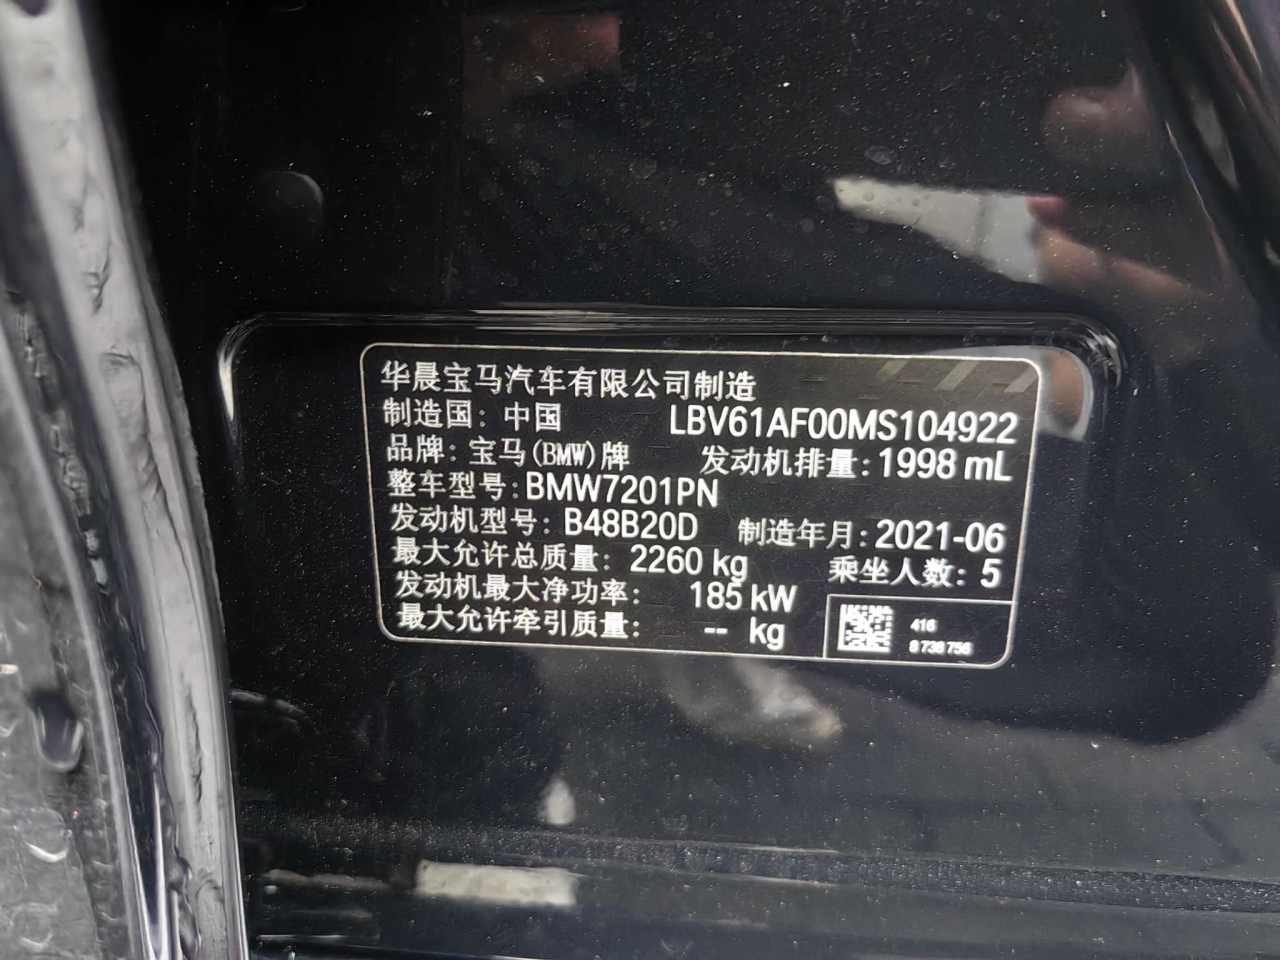 华晨宝马汽车有限公司制造
制造国：中国 LBV61AF00MS104922
品牌：宝马(BMW)牌 发动机排量：1998 mL
整车型号：BMW7201PN
发动机型号：B48B20D 制造年月：2021-06
最大允许总质量：2260 kg 乘坐人数：5
发动机最大净功率：185 kW
最大允许牵引质量：-- kg
416
8738756